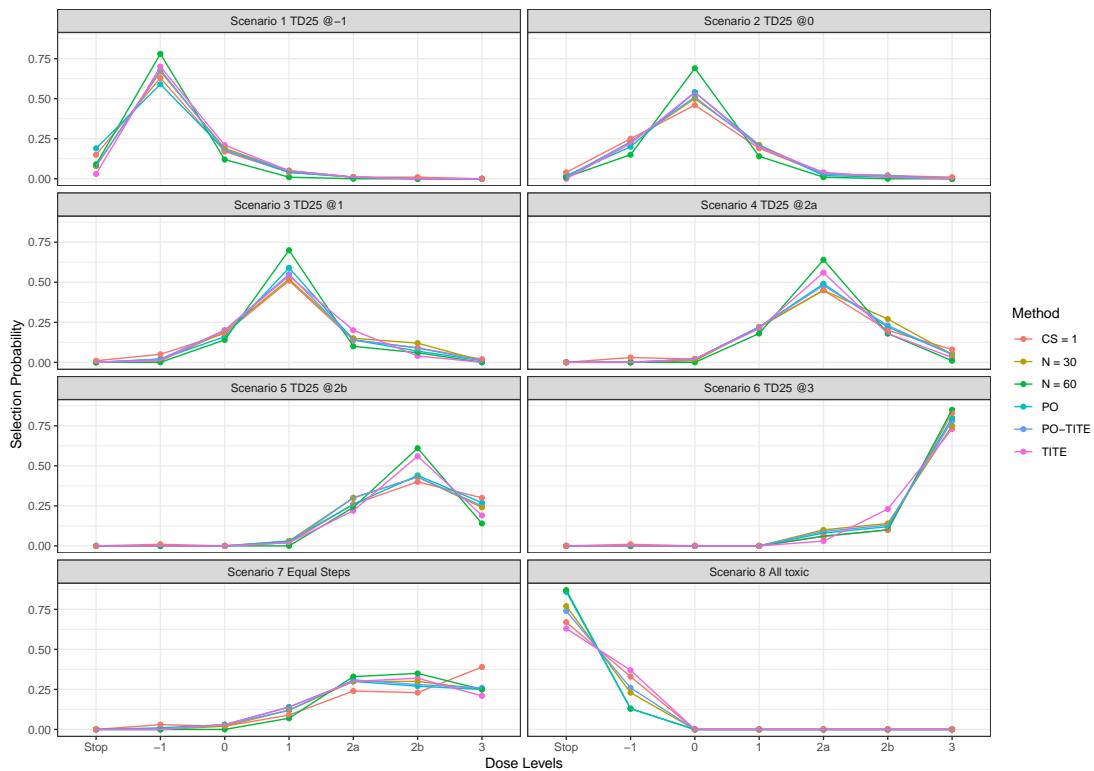 Scenario 1 TD25 @−1
Scenario 2 TD25 @0
0.75
0.50
0.25
0.00
Scenario 3 TD25 @1
Scenario 4 TD25 @2a
0.75
0.50
0.25
0.00
Scenario 5 TD25 @2b
Scenario 6 TD25 @3
0.75
0.50
0.25
0.00
Scenario 7 Equal Steps
Scenario 8 All toxic
0.75
0.50
0.25
0.00
Stop −1 0 1 2a 2b 3
Stop −1 0 1 2a 2b 3
Dose Levels
Selection Probability
Method
CS = 1
N = 30
N = 60
PO
PO−TITE
TITE